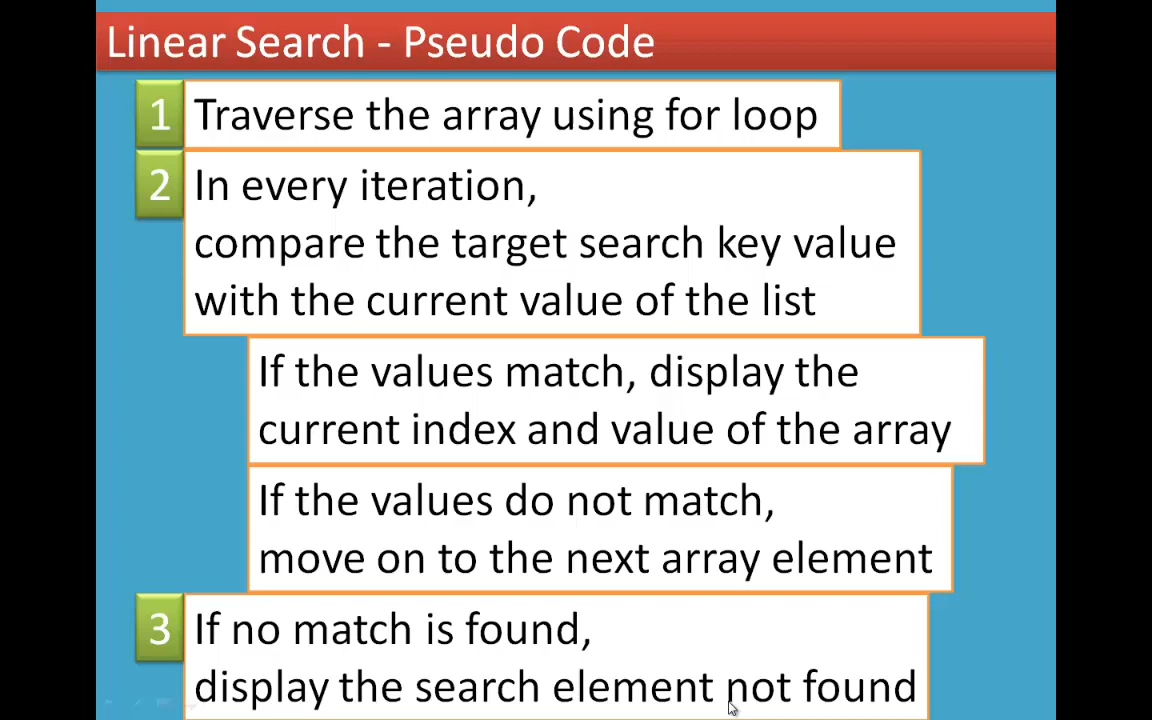 Linear Search - Pseudo Code
1 Traverse the array using for loop
2 In every iteration,
compare the target search key value
with the current value of the list
If the values match, display the
current index and value of the array
If the values do not match,
move on to the next array element
3 If no match is found,
display the search element not found